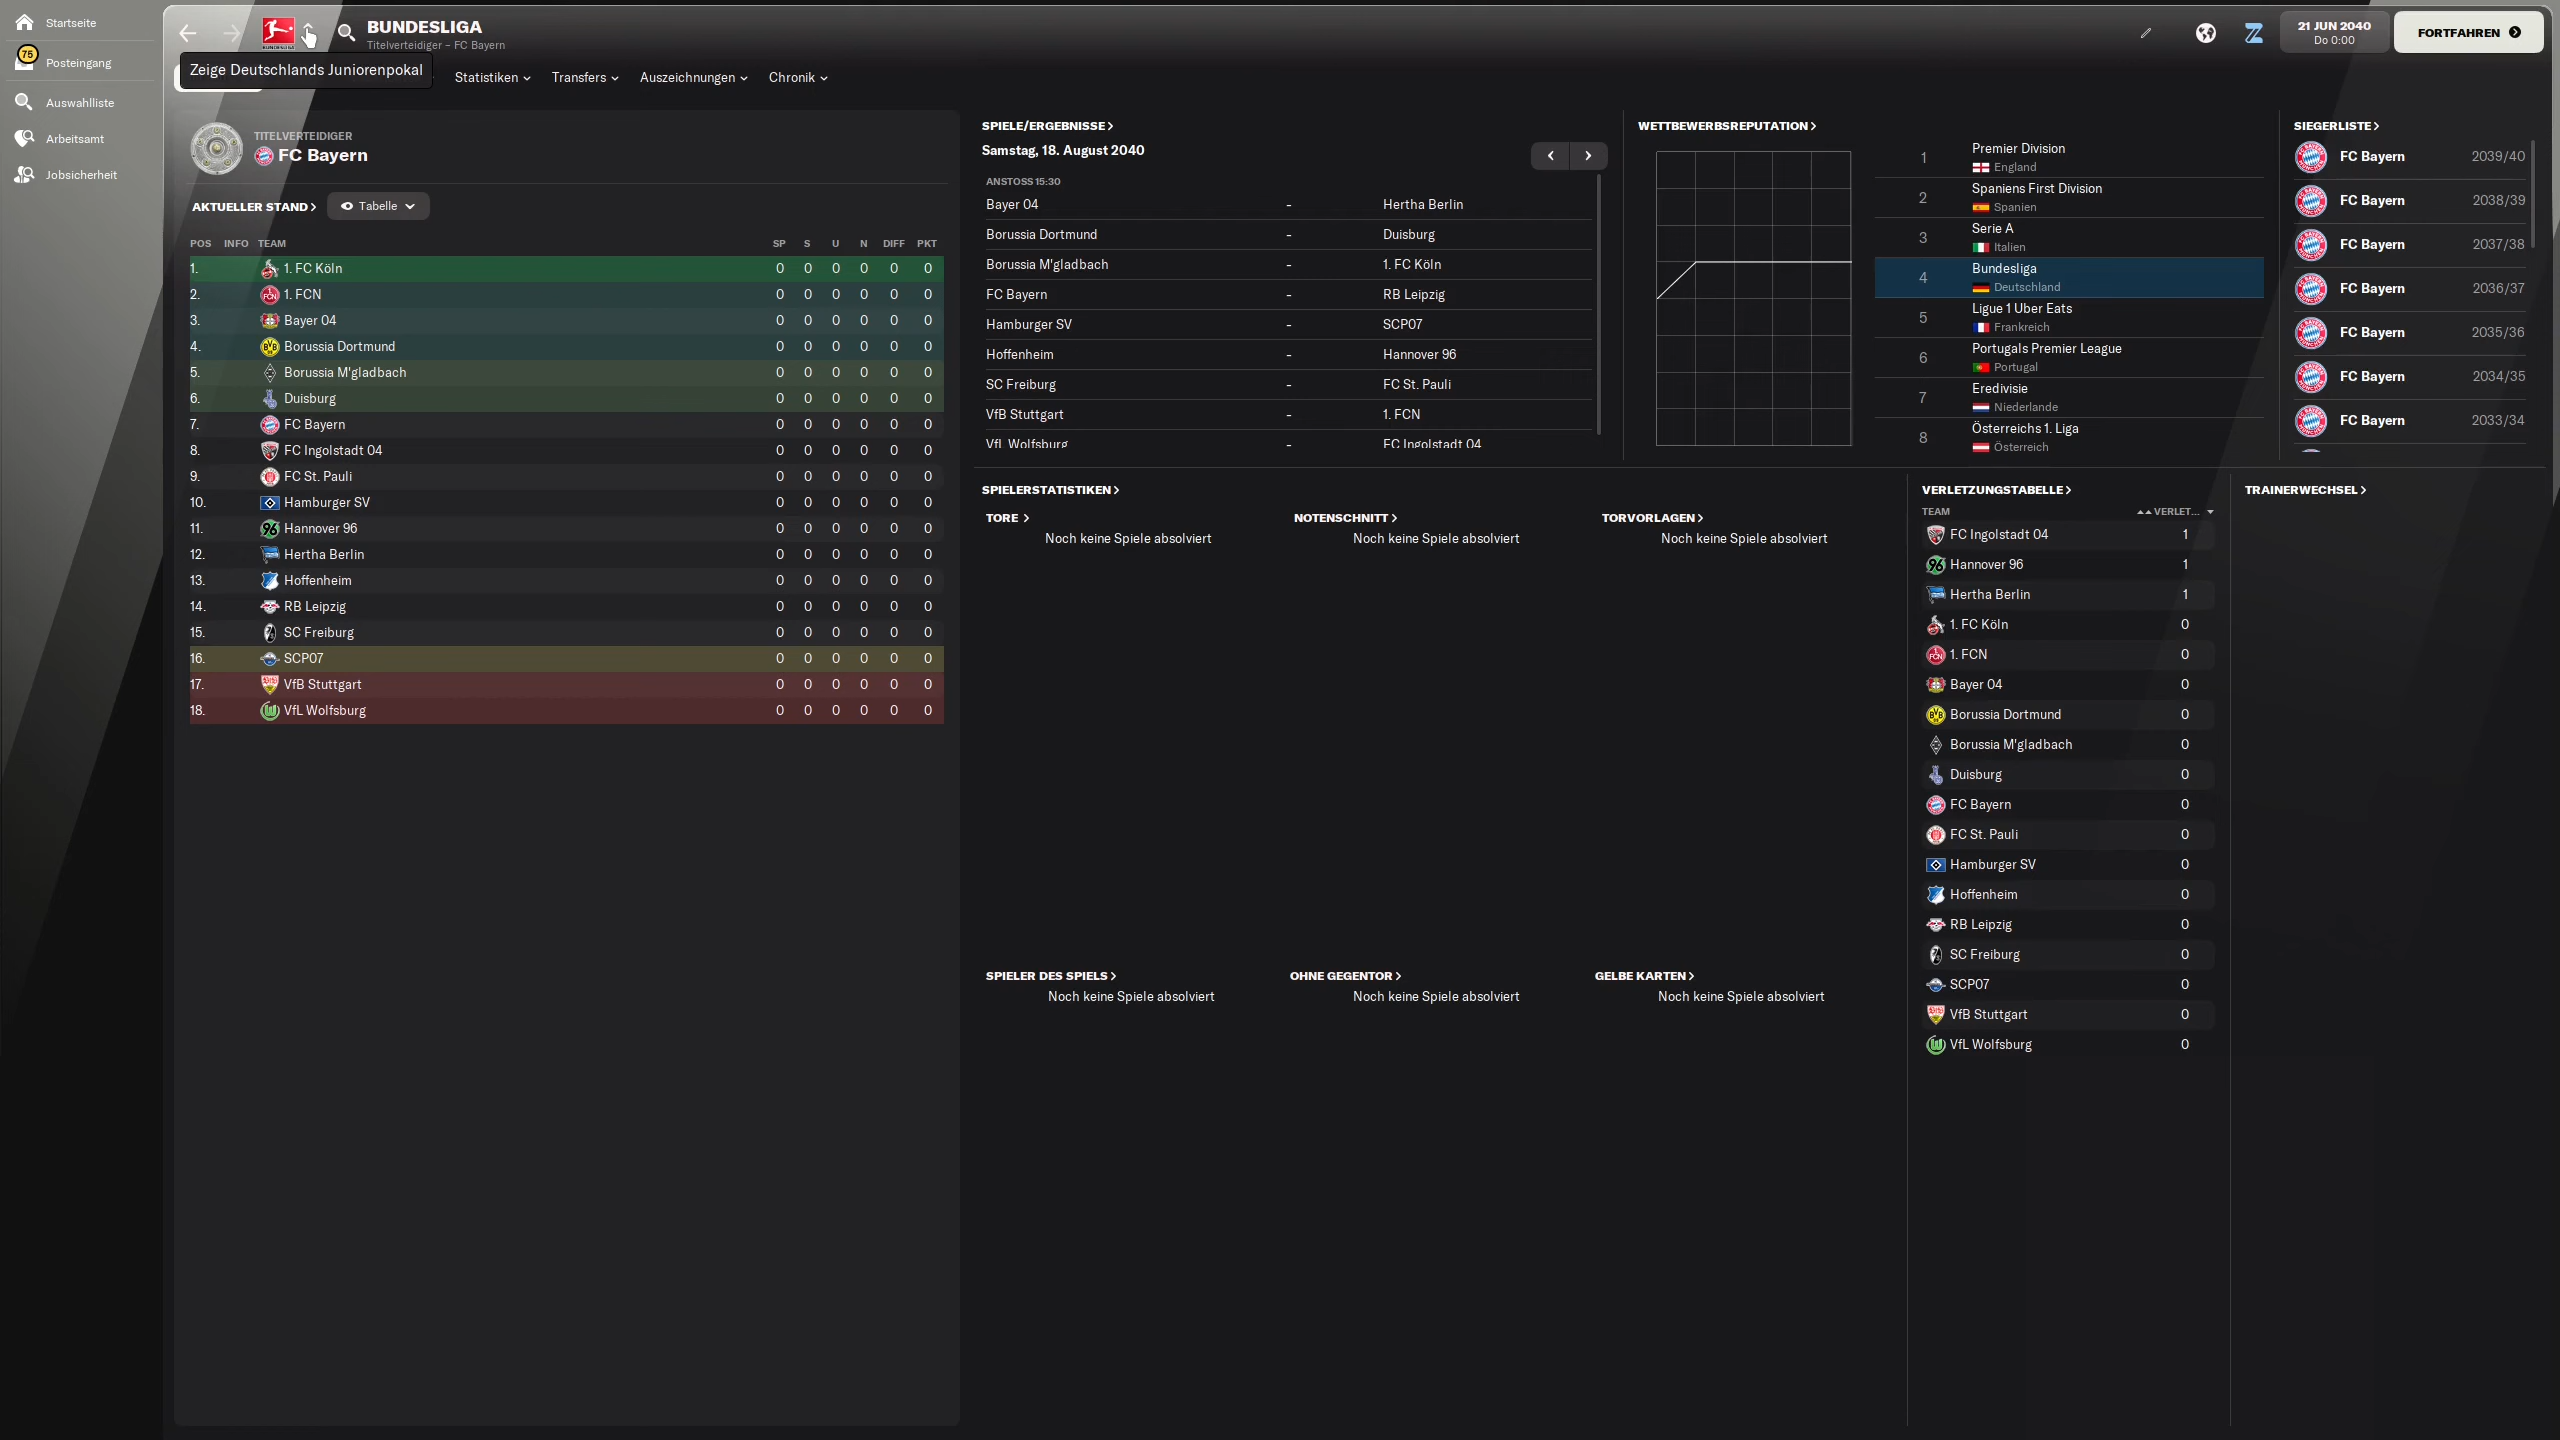 Startseite
75
Posteingang
Auswahlliste
Arbeitsamt
Jobsicherheit
BUNDESLIGA
Titelverteidiger – FC Bayern
Zeige Deutschlands Juniorenpokal
Statistiken
Transfers
Auszeichnungen
Chronik
21 JUN 2040
Do 0:00
FORTFAHREN
TITELVERTEIDIGER
FC Bayern
AKTUELLER STAND
Tabelle
POS INFO TEAM SP S U N DIFF PKT
1. 1. FC Köln 0 0 0 0 0 0
2. 1. FCN 0 0 0 0 0 0
3. Bayer 04 0 0 0 0 0 0
4. Borussia Dortmund 0 0 0 0 0 0
5. Borussia M'gladbach 0 0 0 0 0 0
6. Duisburg 0 0 0 0 0 0
7. FC Bayern 0 0 0 0 0 0
8. FC Ingolstadt 04 0 0 0 0 0 0
9. FC St. Pauli 0 0 0 0 0 0
10. Hamburger SV 0 0 0 0 0 0
11. Hannover 96 0 0 0 0 0 0
12. Hertha Berlin 0 0 0 0 0 0
13. Hoffenheim 0 0 0 0 0 0
14. RB Leipzig 0 0 0 0 0 0
15. SC Freiburg 0 0 0 0 0 0
16. SCP07 0 0 0 0 0 0
17. VfB Stuttgart 0 0 0 0 0 0
18. VfL Wolfsburg 0 0 0 0 0 0
SPIELE/ERGEBNISSE
Samstag, 18. August 2040
ANSTOSS 15:30
Bayer 04 - Hertha Berlin
Borussia Dortmund - Duisburg
Borussia M'gladbach - 1. FC Köln
FC Bayern - RB Leipzig
Hamburger SV - SCP07
Hoffenheim - Hannover 96
SC Freiburg - FC St. Pauli
VfB Stuttgart - 1. FCN
VfL Wolfsburg - FC Ingolstadt 04
WETTBEWERBSREPUTATION
1 Premier Division
England
2 Spaniens First Division
Spanien
3 Serie A
Italien
4 Bundesliga
Deutschland
5 Ligue 1 Uber Eats
Frankreich
6 Portugals Premier League
Portugal
7 Eredivisie
Niederlande
8 Österreichs 1. Liga
Österreich
SIEGERLISTE
FC Bayern 2039/40
FC Bayern 2038/39
FC Bayern 2037/38
FC Bayern 2036/37
FC Bayern 2035/36
FC Bayern 2034/35
FC Bayern 2033/34
SPIELERSTATISTIKEN
TORE
Noch keine Spiele absolviert
NOTENSCHNITT
Noch keine Spiele absolviert
TORVORLAGEN
Noch keine Spiele absolviert
SPIELER DES SPIELS
Noch keine Spiele absolviert
OHNE GEGENTOR
Noch keine Spiele absolviert
GELBE KARTEN
Noch keine Spiele absolviert
VERLETZUNGSTABELLE
TEAM VERLET...
FC Ingolstadt 04 1
Hannover 96 1
Hertha Berlin 1
1. FC Köln 0
1. FCN 0
Bayer 04 0
Borussia Dortmund 0
Borussia M'gladbach 0
Duisburg 0
FC Bayern 0
FC St. Pauli 0
Hamburger SV 0
Hoffenheim 0
RB Leipzig 0
SC Freiburg 0
SCP07 0
VfB Stuttgart 0
VfL Wolfsburg 0
TRAINERWECHSEL